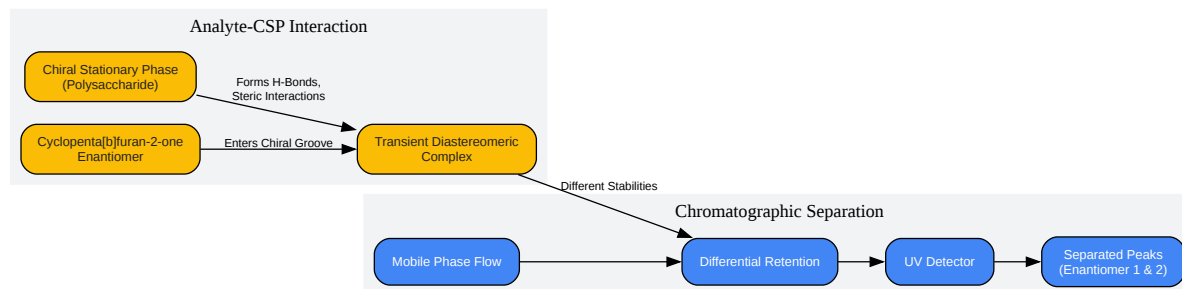 Analyte-CSP Interaction
Chiral Stationary Phase
(Polysaccharide)
Forms H-Bonds,
Steric Interactions
Cyclopenta[b]furan-2-one
Enantiomer
Enters Chiral Groove
Transient Diastereomeric
Complex
Different Stabilities
Chromatographic Separation
Mobile Phase Flow
Differential Retention
UV Detector
Separated Peaks
(Enantiomer 1 & 2)